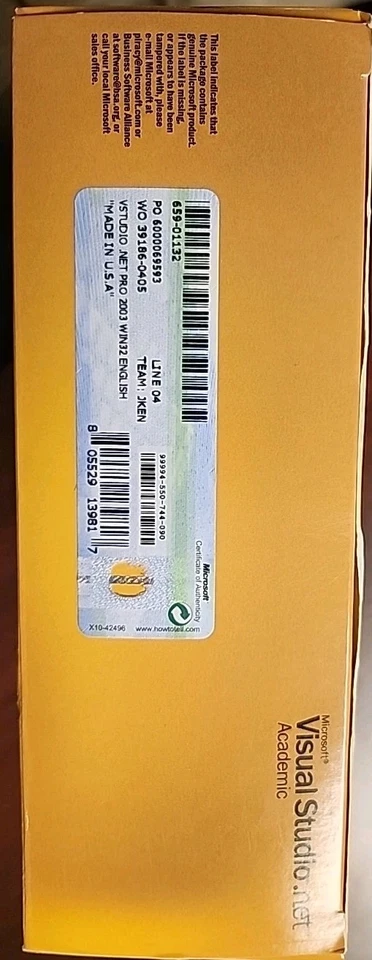 This label indicates that
the package contains
genuine Microsoft product.
If the label is missing,
or appears to have been
tampered with, please
e-mail Microsoft at
piracy@microsoft.com or
Business Software Alliance
at software@bsa.org, or
call your local Microsoft
sales office.
659-01132
PO 6000069593 LINE 04
WO 39186-0405 TEAM: JKEN
VSTUDIO .NET PRO 2003 WIN32 ENGLISH
"MADE IN U.S.A"
99994-550-744-090
8 05529 13981 7
Microsoft
Certificate of Authenticity
www.howtotell.com
X10-42496
Microsoft®
Visual Studio.net
Academic